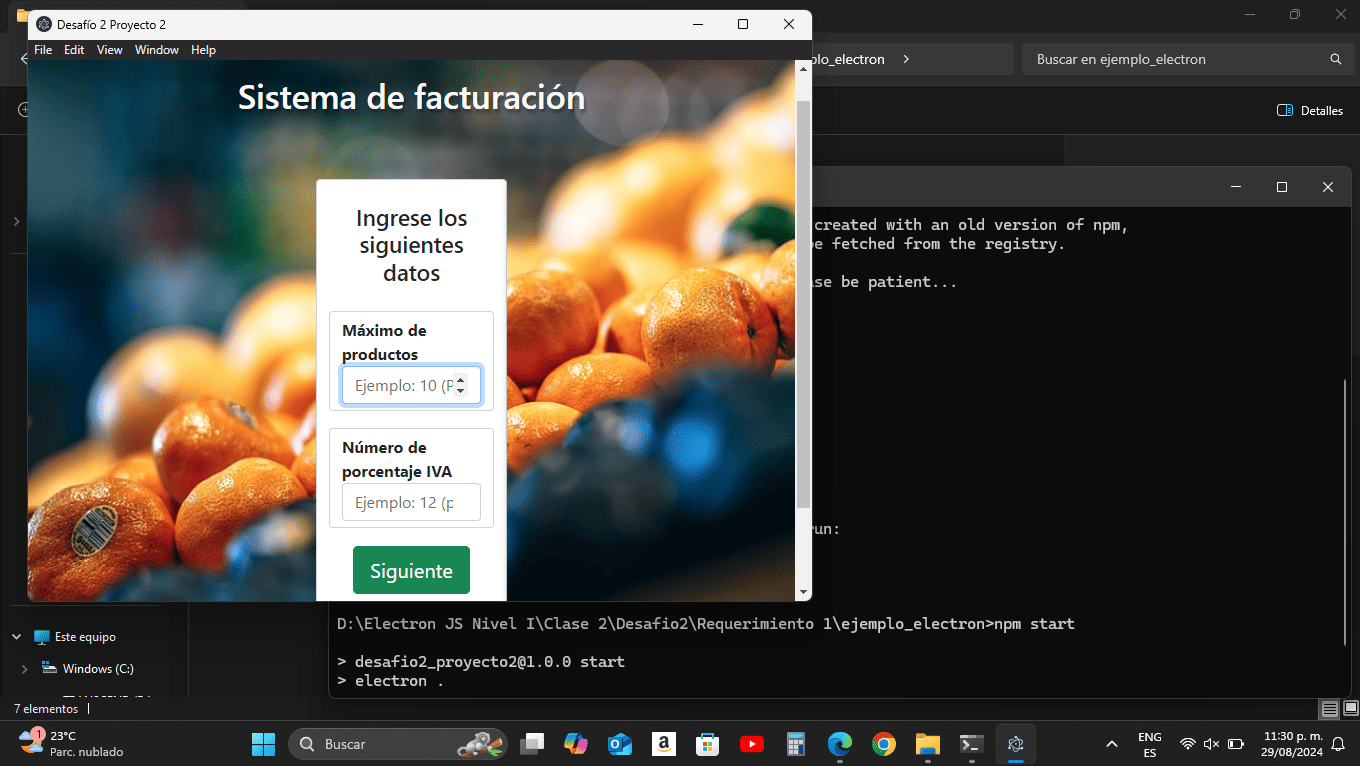 Desafío 2 Proyecto 2
File Edit View Window Help
Sistema de facturación
Ingrese los
siguientes
datos
Máximo de
productos
Ejemplo: 10 (P
Número de
porcentaje IVA
Ejemplo: 12 (p
Siguiente
_electron
Buscar en ejemplo_electron
Detalles
created with an old version of npm,
fetched from the registry.
be patient...
D:\Electron JS Nivel I\Clase 2\Desafio2\Requerimiento 1\ejemplo_electron>npm start
> desafio2_proyecto2@1.0.0 start
> electron .
Este equipo
Windows (C:)
7 elementos
1
23°C
Parc. nublado
Buscar
ENG
ES
11:30 p. m.
29/08/2024